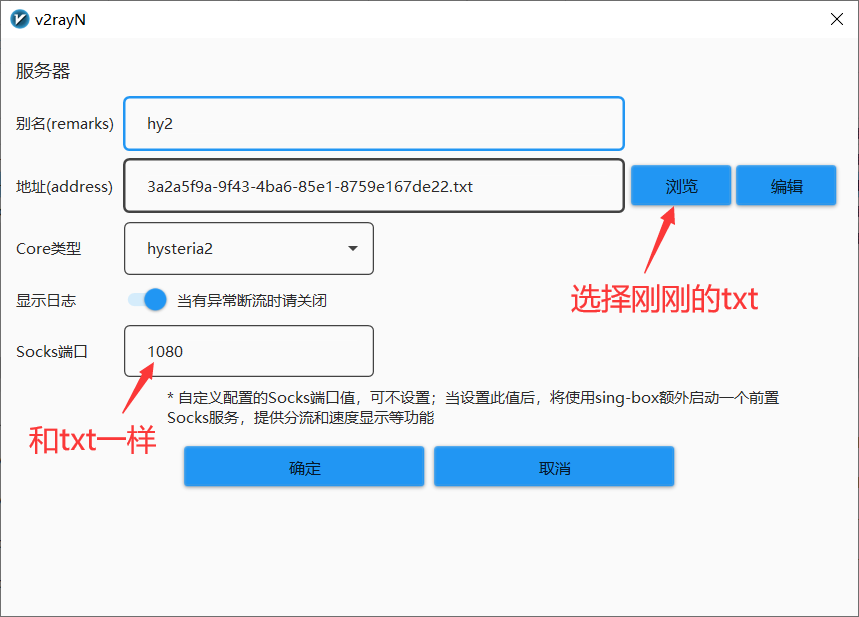 v2rayN
服务器
别名(remarks)
hy2
地址(address)
3a2a5f9a-9f43-4ba6-85e1-8759e167de22.txt
浏览
编辑
Core类型
hysteria2
选择刚刚的txt
显示日志
当有异常断流时请关闭
Socks端口
1080
* 自定义配置的Socks端口值，可不设置；当设置此值后，将使用sing-box额外启动一个前置
Socks服务，提供分流和速度显示等功能
和txt一样
确定
取消